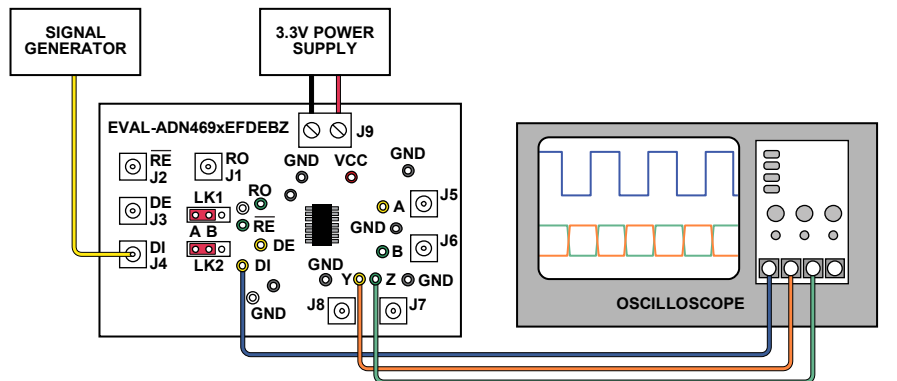 SIGNAL
GENERATOR
3.3V POWER
SUPPLY
EVAL-ADN469xEFDEBZ
J9
RE
J2
RO
J1
GND
VCC
GND
DE
J3
LK1
RO
A
J5
A B
RE
GND
DI
J4
DE
B
J6
LK2
DI
GND
Y
Z
GND
GND
J8
J7
OSCILLOSCOPE